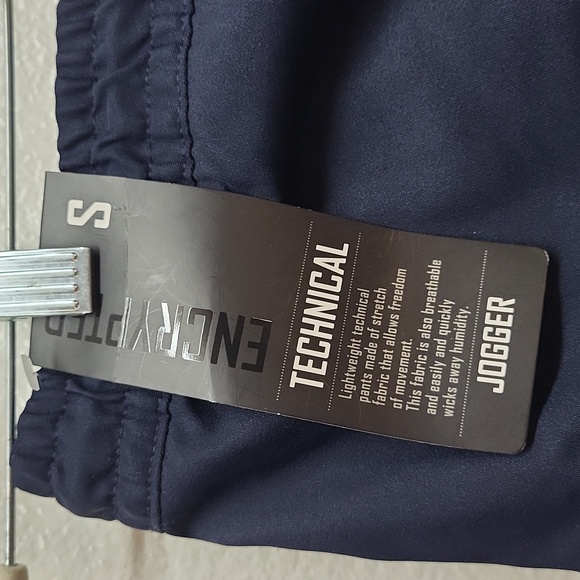 S
ENCRYPTED
TECHNICAL
Lightweight technical
pants made of stretch
fabric that allows freedom
of movement.
This fabric is also breathable
and easily and quickly
wicks away humidity.
JOGGER